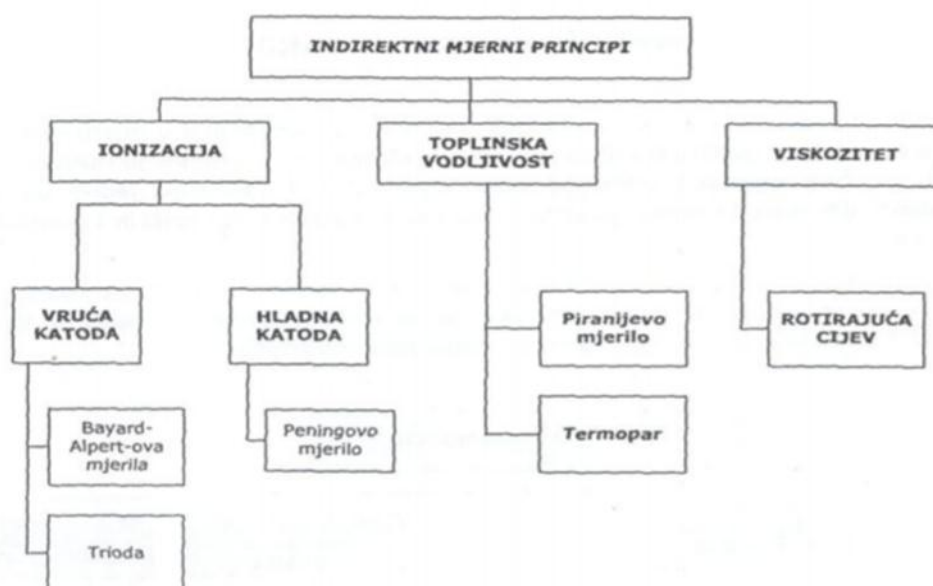 INDIREKTNI MJERNI PRINCIPI
IONIZACIJA
TOPLINSKA
VODLJIVOST
VISKOZITET
VRUĆA
KATODA
HLADNA
KATODA
Piranijevo
mjerilo
ROTIRAJUĆA
CIJEV
Bayard-
Alpert-ova
mjerila
Peningovo
mjerilo
Termopar
Trioda